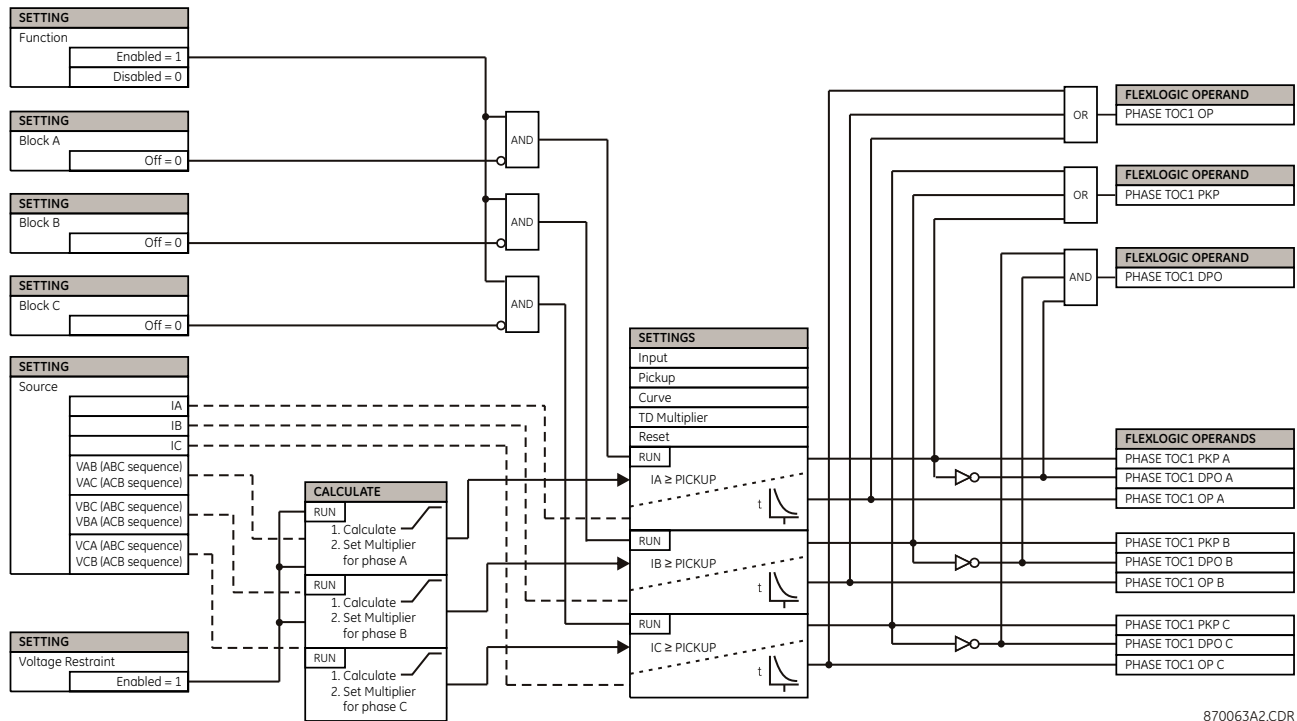 SETTING
Function
Enabled = 1
Disabled = 0
SETTING
Block A
Off = 0
SETTING
Block B
Off = 0
SETTING
Block C
Off = 0
SETTING
Source
IA
IB
IC
VAB (ABC sequence)
VAC (ACB sequence)
VBC (ABC sequence)
VBA (ACB sequence)
VCA (ABC sequence)
VCB (ACB sequence)
SETTING
Voltage Restraint
Enabled = 1
AND
AND
AND
CALCULATE
RUN
1. Calculate
2. Set Multiplier
for phase A
RUN
1. Calculate
2. Set Multiplier
for phase B
RUN
1. Calculate
2. Set Multiplier
for phase C
SETTINGS
Input
Pickup
Curve
TD Multiplier
Reset
RUN
IA ≥ PICKUP
t
RUN
IB ≥ PICKUP
t
RUN
IC ≥ PICKUP
t
OR
OR
AND
FLEXLOGIC OPERAND
PHASE TOC1 OP
FLEXLOGIC OPERAND
PHASE TOC1 PKP
FLEXLOGIC OPERAND
PHASE TOC1 DPO
FLEXLOGIC OPERANDS
PHASE TOC1 PKP A
PHASE TOC1 DPO A
PHASE TOC1 OP A
PHASE TOC1 PKP B
PHASE TOC1 DPO B
PHASE TOC1 OP B
PHASE TOC1 PKP C
PHASE TOC1 DPO C
PHASE TOC1 OP C
870063A2.CDR